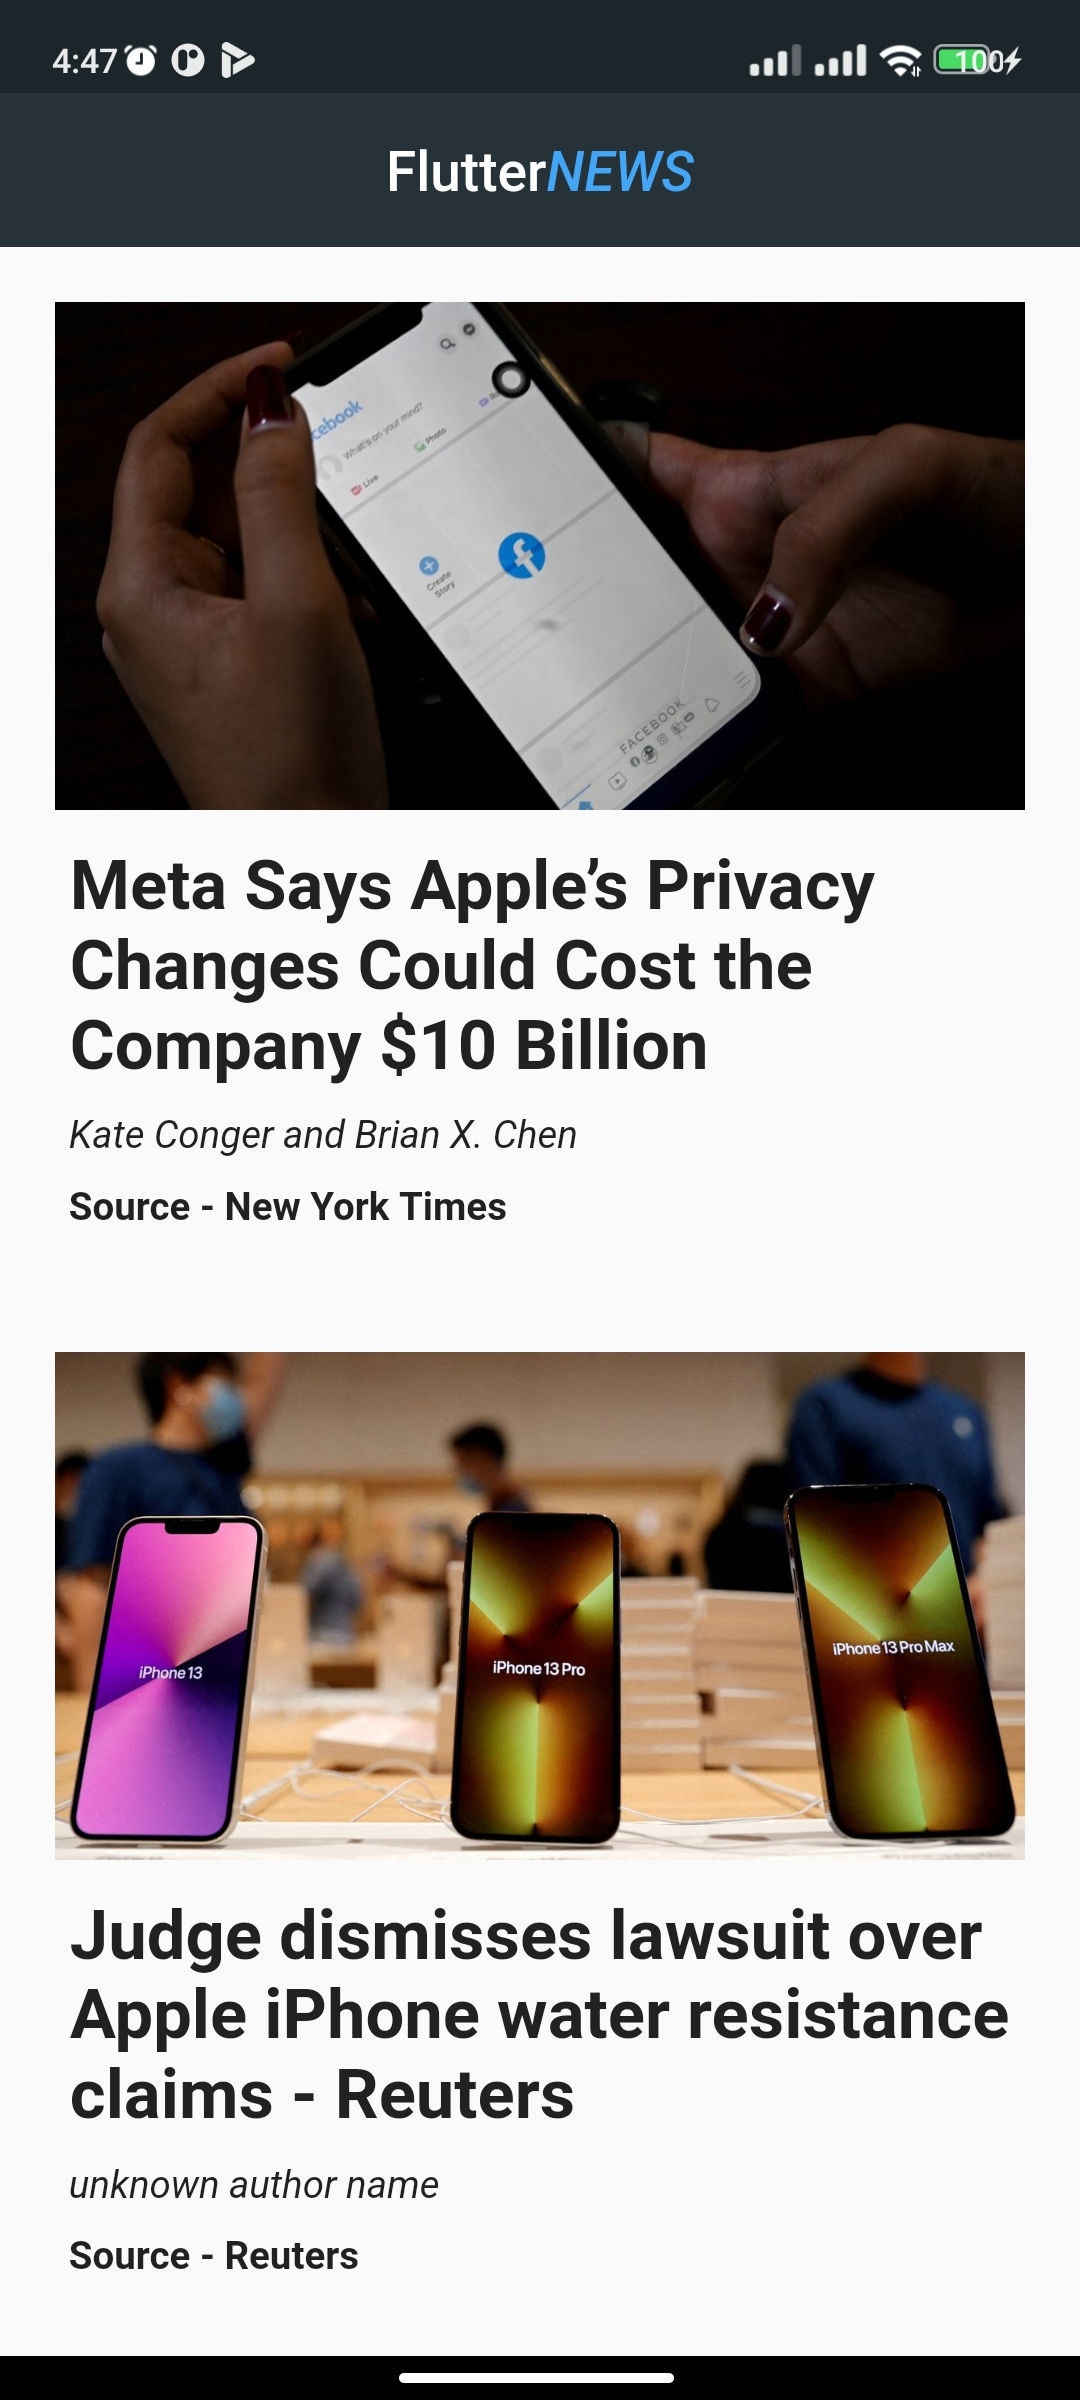 4:47
100
FlutterNEWS
cebook
What's on your mind?
Live
Photo
Create
Story
FACEBOOK
Meta Says Apple’s Privacy
Changes Could Cost the
Company $10 Billion
Kate Conger and Brian X. Chen
Source - New York Times
iPhone 13
iPhone 13 Pro
iPhone 13 Pro Max
Judge dismisses lawsuit over
Apple iPhone water resistance
claims - Reuters
unknown author name
Source - Reuters